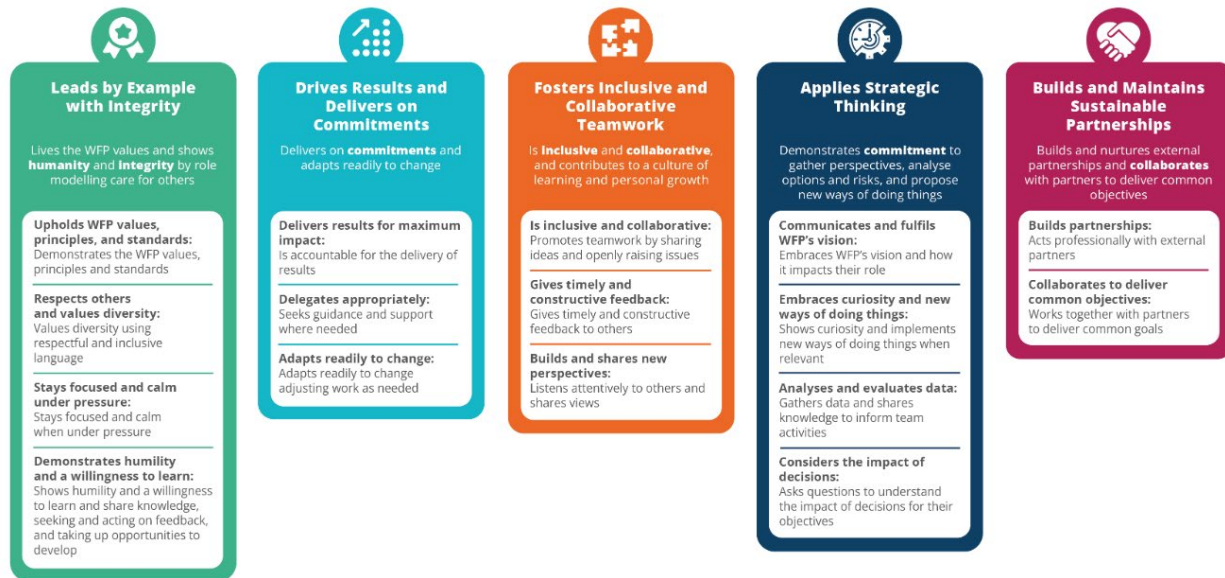 Leads by Example
with Integrity
Lives the WFP values and shows
humanity and integrity by role
modelling care for others
Upholds WFP values,
principles, and standards:
Demonstrates the WFP values,
principles and standards
Respects others
and values diversity:
Values diversity using
respectful and inclusive
language
Stays focused and calm
under pressure:
Stays focused and calm
when under pressure
Demonstrates humility
and a willingness to learn:
Shows humility and a willingness
to learn and share knowledge,
seeking and acting on feedback,
and taking up opportunities to
develop
Drives Results and
Delivers on
Commitments
Delivers on commitments and
adapts readily to change
Delivers results for maximum
impact:
Is accountable for the delivery of
results
Delegates appropriately:
Seeks guidance and support
where needed
Adapts readily to change:
Adapts readily to change
adjusting work as needed
Fosters Inclusive and
Collaborative
Teamwork
Is inclusive and collaborative,
and contributes to a culture of
learning and personal growth
Is inclusive and collaborative:
Promotes teamwork by sharing
ideas and openly raising issues
Gives timely and
constructive feedback:
Gives timely and constructive
feedback to others
Builds and shares new
perspectives:
Listens attentively to others and
shares views
Applies Strategic
Thinking
Demonstrates commitment to
gather perspectives, analyse
options and risks, and propose
new ways of doing things
Communicates and fulfils
WFP's vision:
Embraces WFP's vision and how
it impacts their role
Embraces curiosity and new
ways of doing things:
Shows curiosity and implements
new ways of doing things when
relevant
Analyses and evaluates data:
Gathers data and shares
knowledge to inform team
activities
Considers the impact of
decisions:
Asks questions to understand
the impact of decisions for their
objectives
Builds and Maintains
Sustainable
Partnerships
Builds and nurtures external
partnerships and collaborates
with partners to deliver common
objectives
Builds partnerships:
Acts professionally with external
partners
Collaborates to deliver
common objectives:
Works together with partners
to deliver common goals